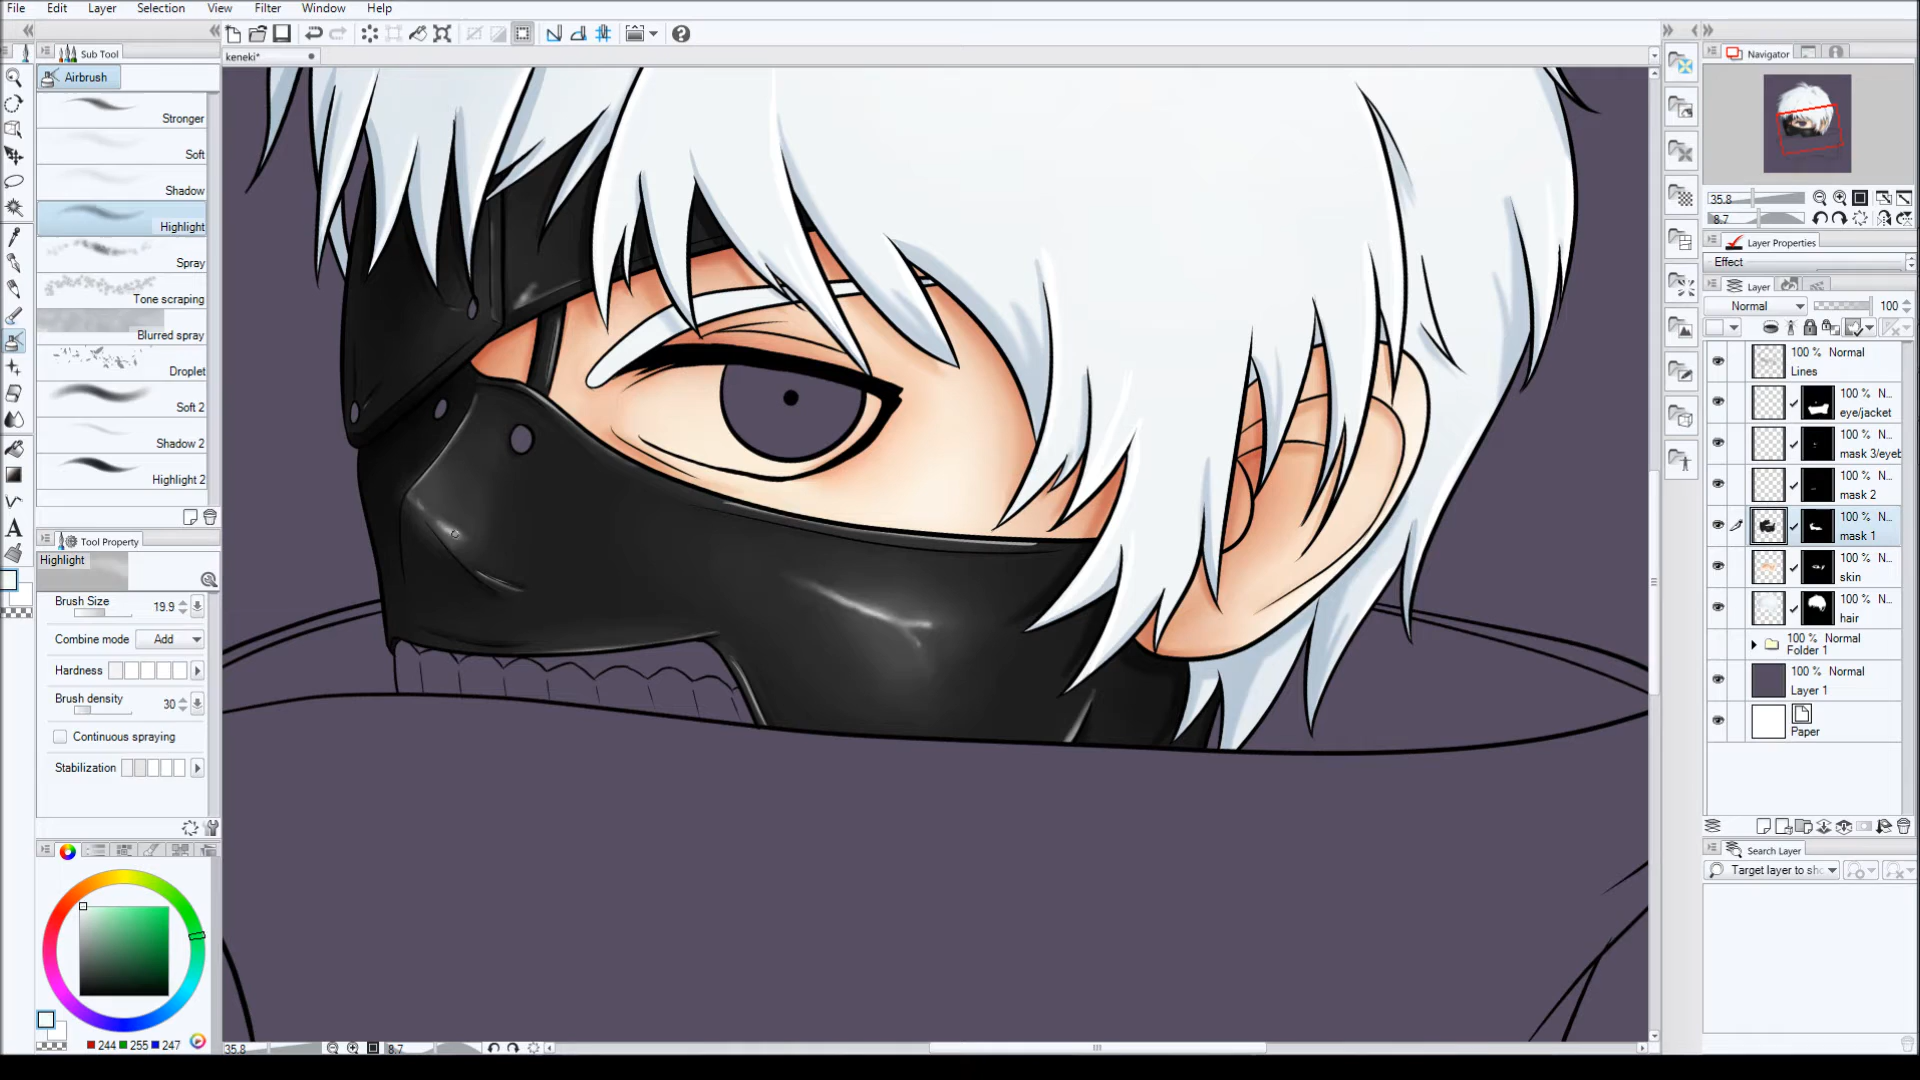 File Edit Layer Selection View Filter Window Help
Sub Tool
Airbrush
Stronger
Soft
Shadow
Highlight
Spray
Tone scraping
Blurred spray
Droplet
Soft 2
Shadow 2
Highlight 2
Tool Property
Highlight
Brush Size 19.9
Combine mode Add
Hardness
Brush density 30
Continuous spraying
Stabilization
244 255 247
keneki*
35.8 8.7
Navigator
35.8
8.7
Layer Properties
Effect
Layer
Normal 100
100 % Normal
Lines
100 % N...
eye/jacket
100 % N...
mask 3/eyeb
100 % N...
mask 2
100 % N...
mask 1
100 % N...
skin
100 % N...
hair
100 % Normal
Folder 1
100 % Normal
Layer 1
Paper
Search Layer
Target layer to sho